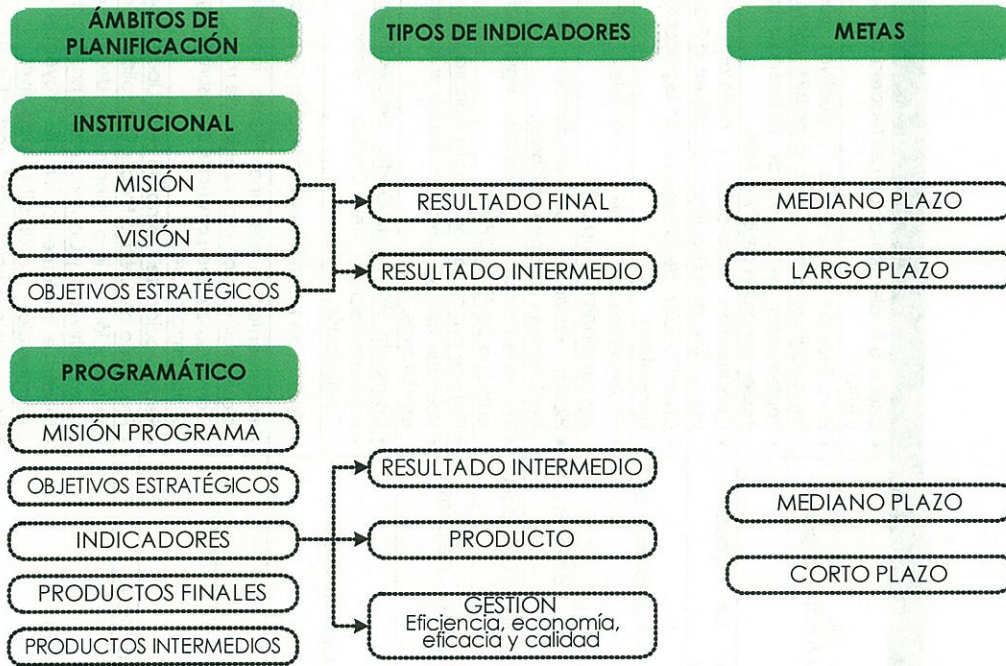 ÁMBITOS DE
PLANIFICACIÓN
TIPOS DE INDICADORES
METAS
INSTITUCIONAL
MISIÓN
VISIÓN
OBJETIVOS ESTRATÉGICOS
RESULTADO FINAL
RESULTADO INTERMEDIO
MEDIANO PLAZO
LARGO PLAZO
PROGRAMÁTICO
MISIÓN PROGRAMA
OBJETIVOS ESTRATÉGICOS
INDICADORES
PRODUCTOS FINALES
PRODUCTOS INTERMEDIOS
RESULTADO INTERMEDIO
PRODUCTO
GESTIÓN
Eficiencia, economía,
eficacia y calidad
MEDIANO PLAZO
CORTO PLAZO